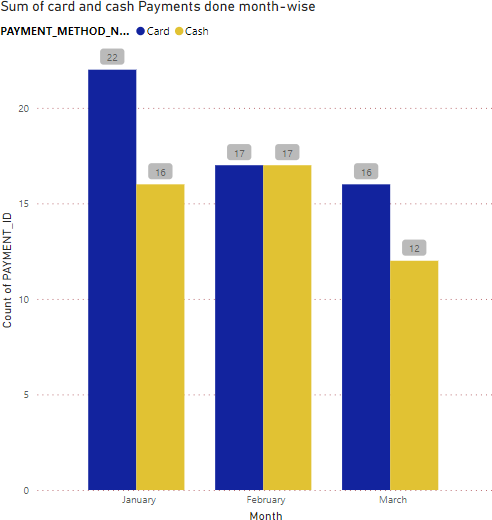 Sum of card and cash Payments done month-wise
PAYMENT_METHOD_N... Card Cash
22
20
17 17
16 16
15
12
10
5
0
Count of PAYMENT_ID
January February March
Month